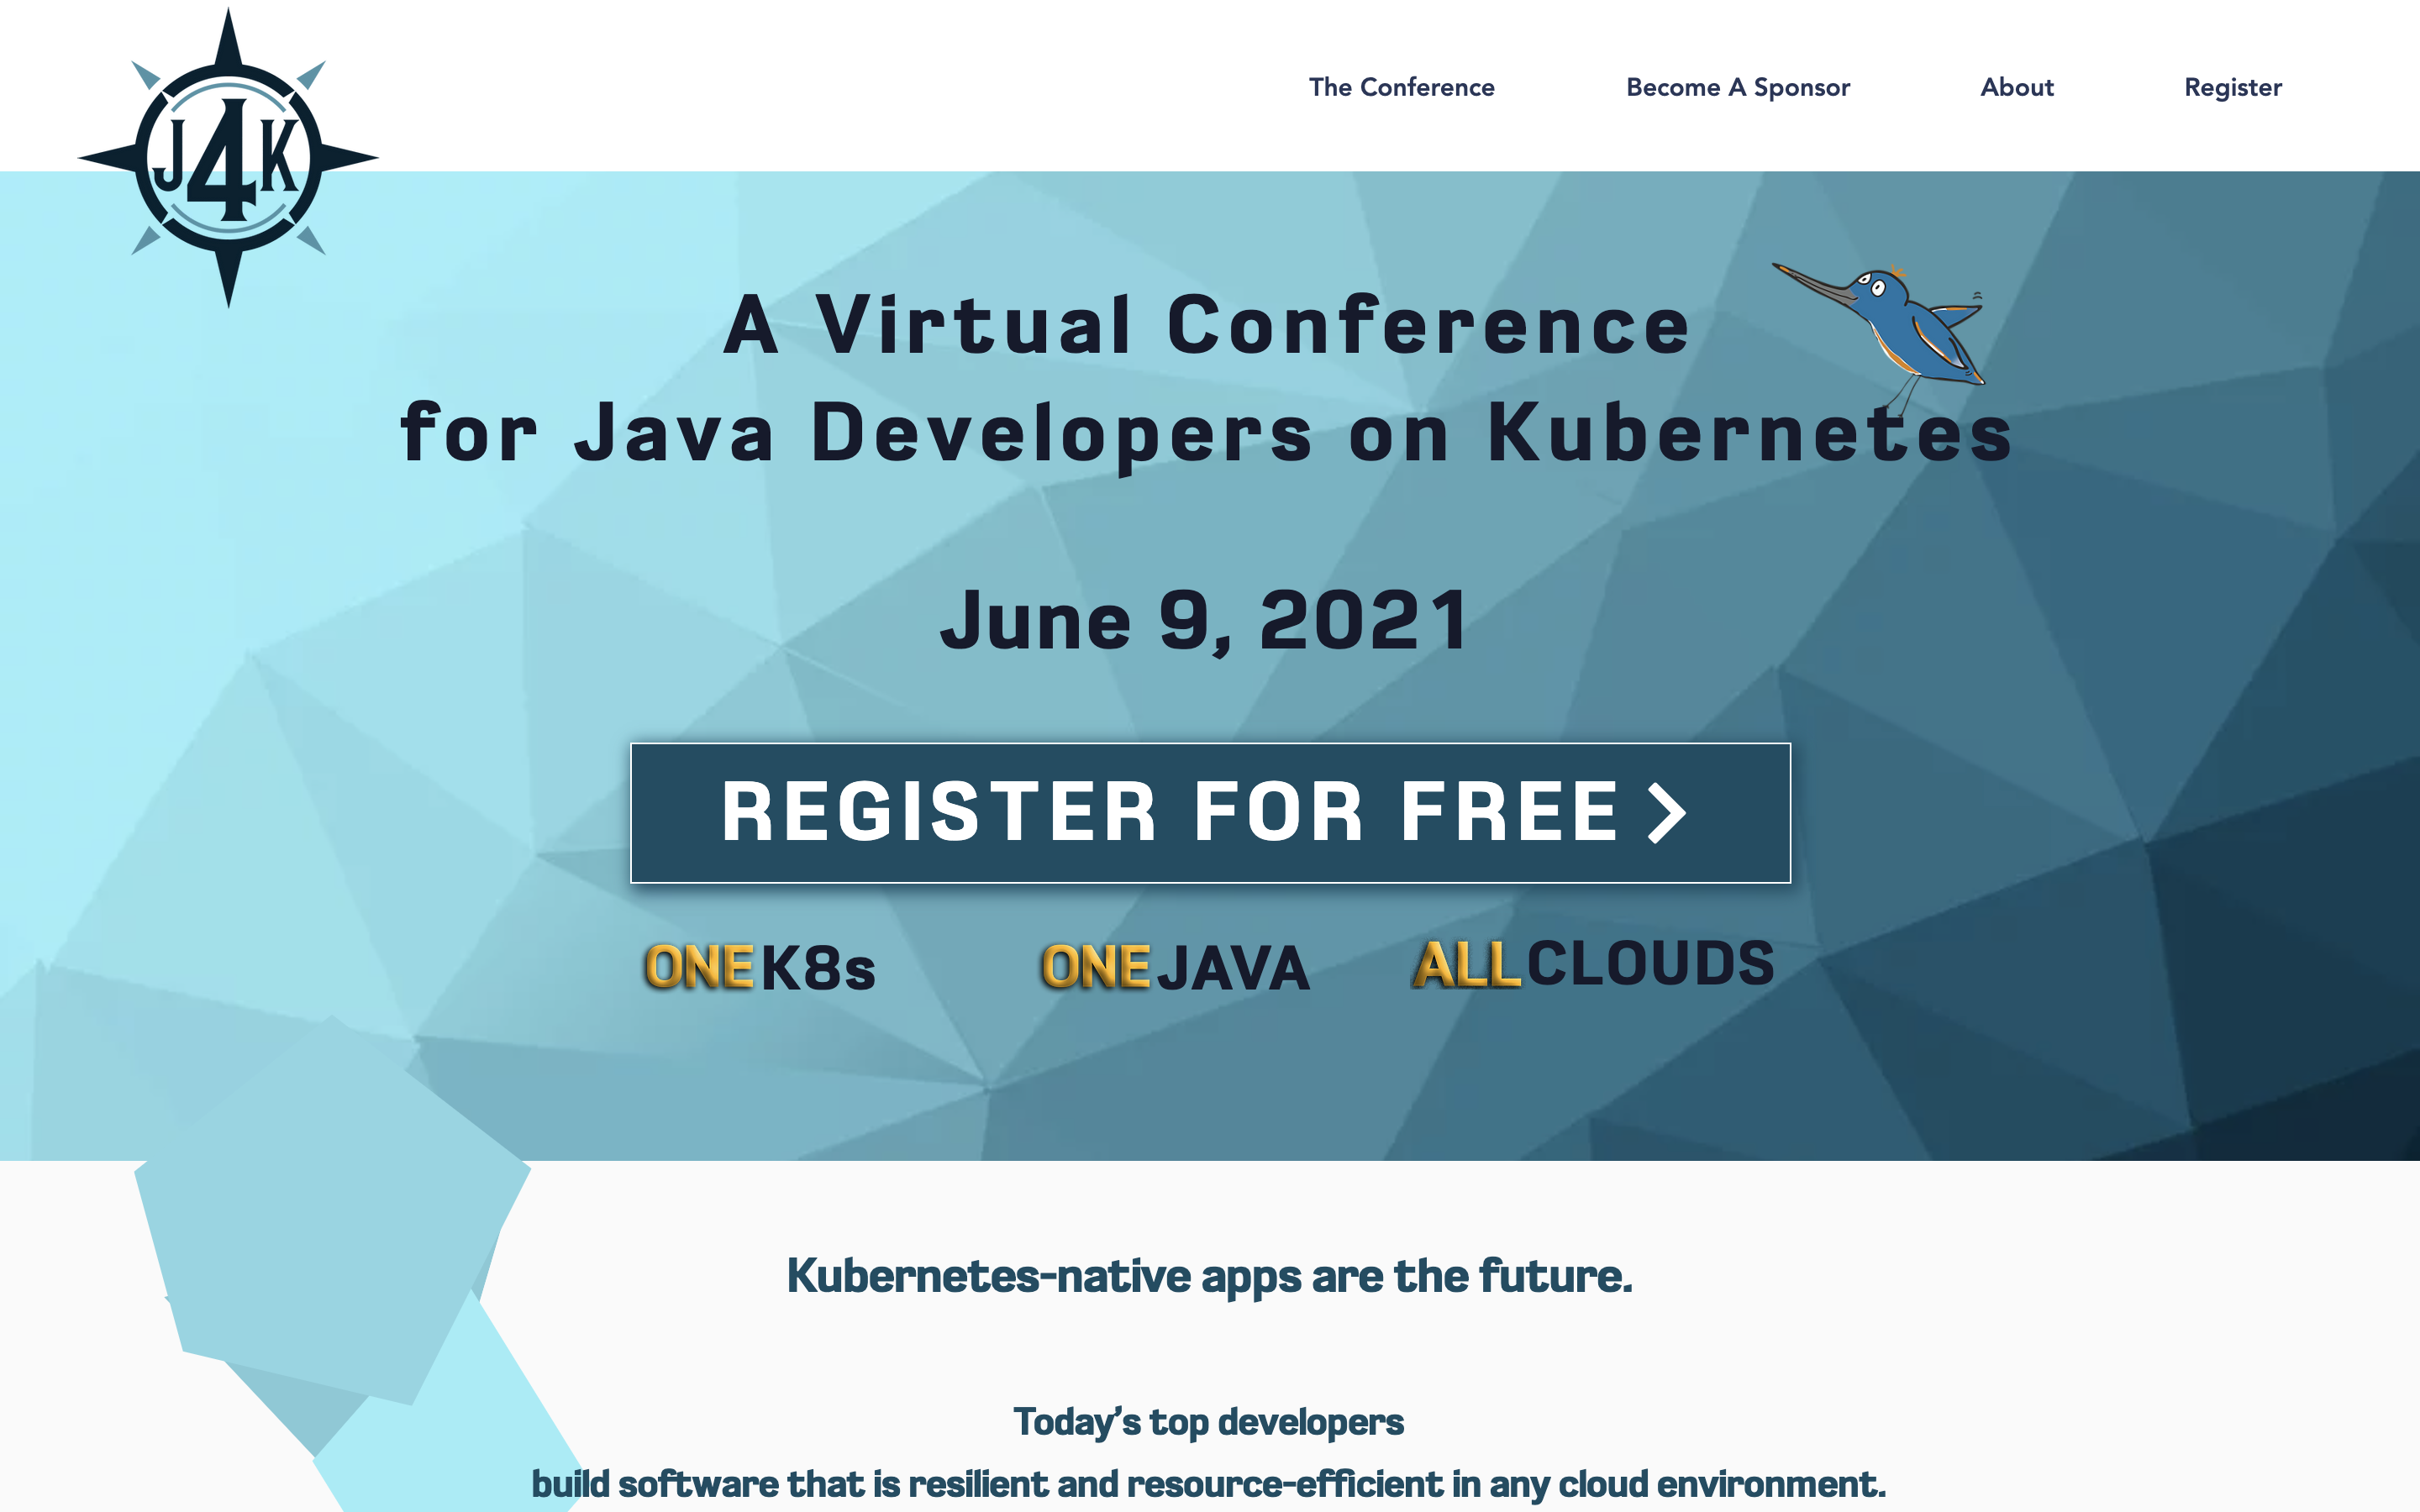 J4K
The Conference
Become A Sponsor
About
Register
A Virtual Conference
for Java Developers on Kubernetes
June 9, 2021
REGISTER FOR FREE
ONE K8s
ONE JAVA
ALL CLOUDS
Kubernetes-native apps are the future.
Today's top developers
build software that is resilient and resource-efficient in any cloud environment.